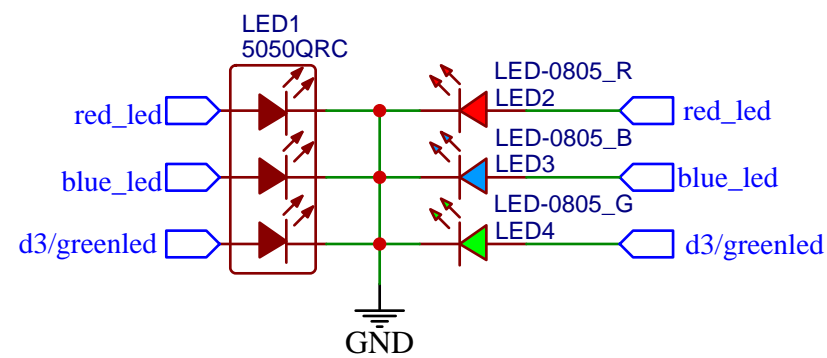 LED1
5050QRC
LED-0805_R
LED2
red_led
red_led
LED-0805_B
LED3
blue_led
blue_led
LED-0805_G
LED4
d3/greenled
d3/greenled
GND